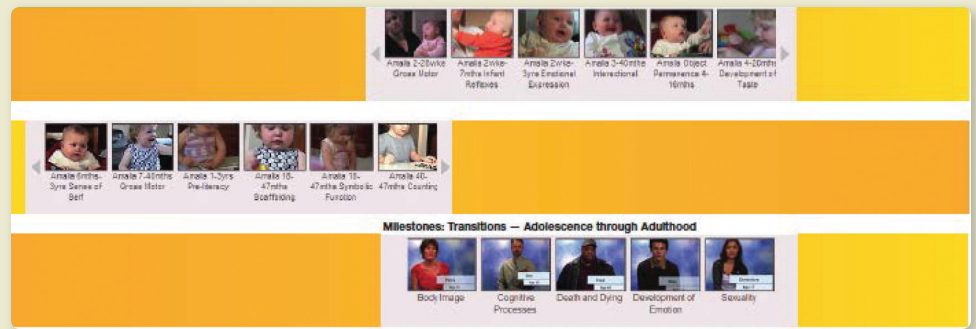 Amalia 2-28wks Gross Motor
Amalia 2wks-7mths Infant Reflexes
Amalia 2wks-3yrs Emotional Expression
Amalia 3-40mths Interactional
Amalia Object Permanence 4-16mths
Amalia 4-20mths Development of Taste
Amalia 6mths-3yrs Sense of Self
Amalia 7-48mths Gross Motor
Amalia 1-3yrs Pre-literacy
Amalia 18-47mths Scaffolding
Amalia 18-47mths Symbolic Function
Amalia 40-47mths Counting
Milestones: Transitions — Adolescence through Adulthood
Body Image
Cognitive Processes
Death and Dying
Development of Emotion
Sexuality